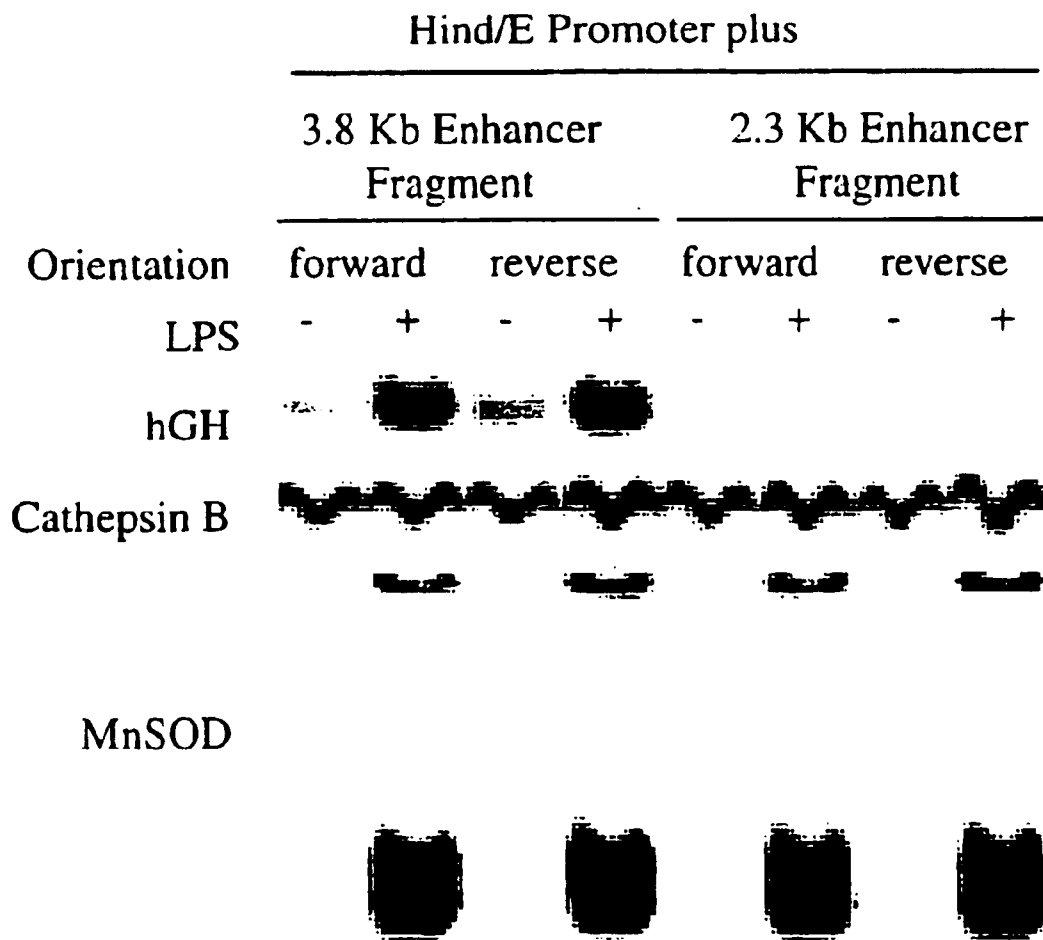 Hind/E Promoter plus
3.8 Kb Enhancer Fragment
2.3 Kb Enhancer Fragment
Orientation forward reverse forward reverse
LPS - + - + - + - +
hGH
Cathepsin B
MnSOD